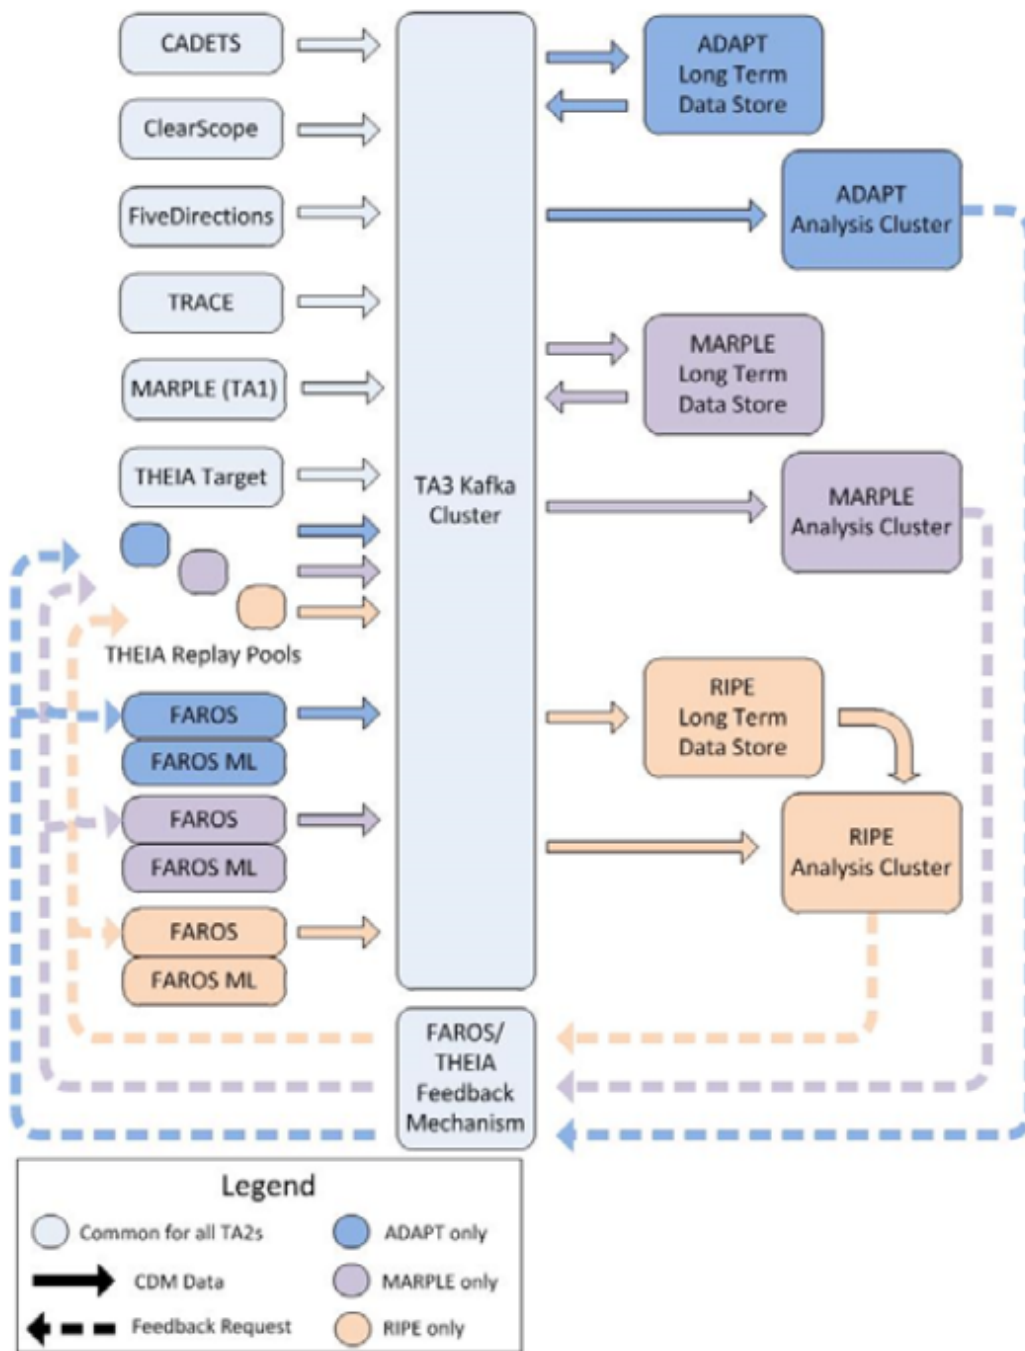 CADETS
ClearScope
FiveDirections
TRACE
MARPLE (TA1)
THEIA Target
THEIA Replay Pools
FAROS
FAROS ML
FAROS
FAROS ML
FAROS
FAROS ML
TA3 Kafka
Cluster
FAROS/
THEIA
Feedback
Mechanism
ADAPT
Long Term
Data Store
ADAPT
Analysis Cluster
MARPLE
Long Term
Data Store
MARPLE
Analysis Cluster
RIPE
Long Term
Data Store
RIPE
Analysis Cluster
Legend
Common for all TA2s
CDM Data
Feedback Request
ADAPT only
MARPLE only
RIPE only